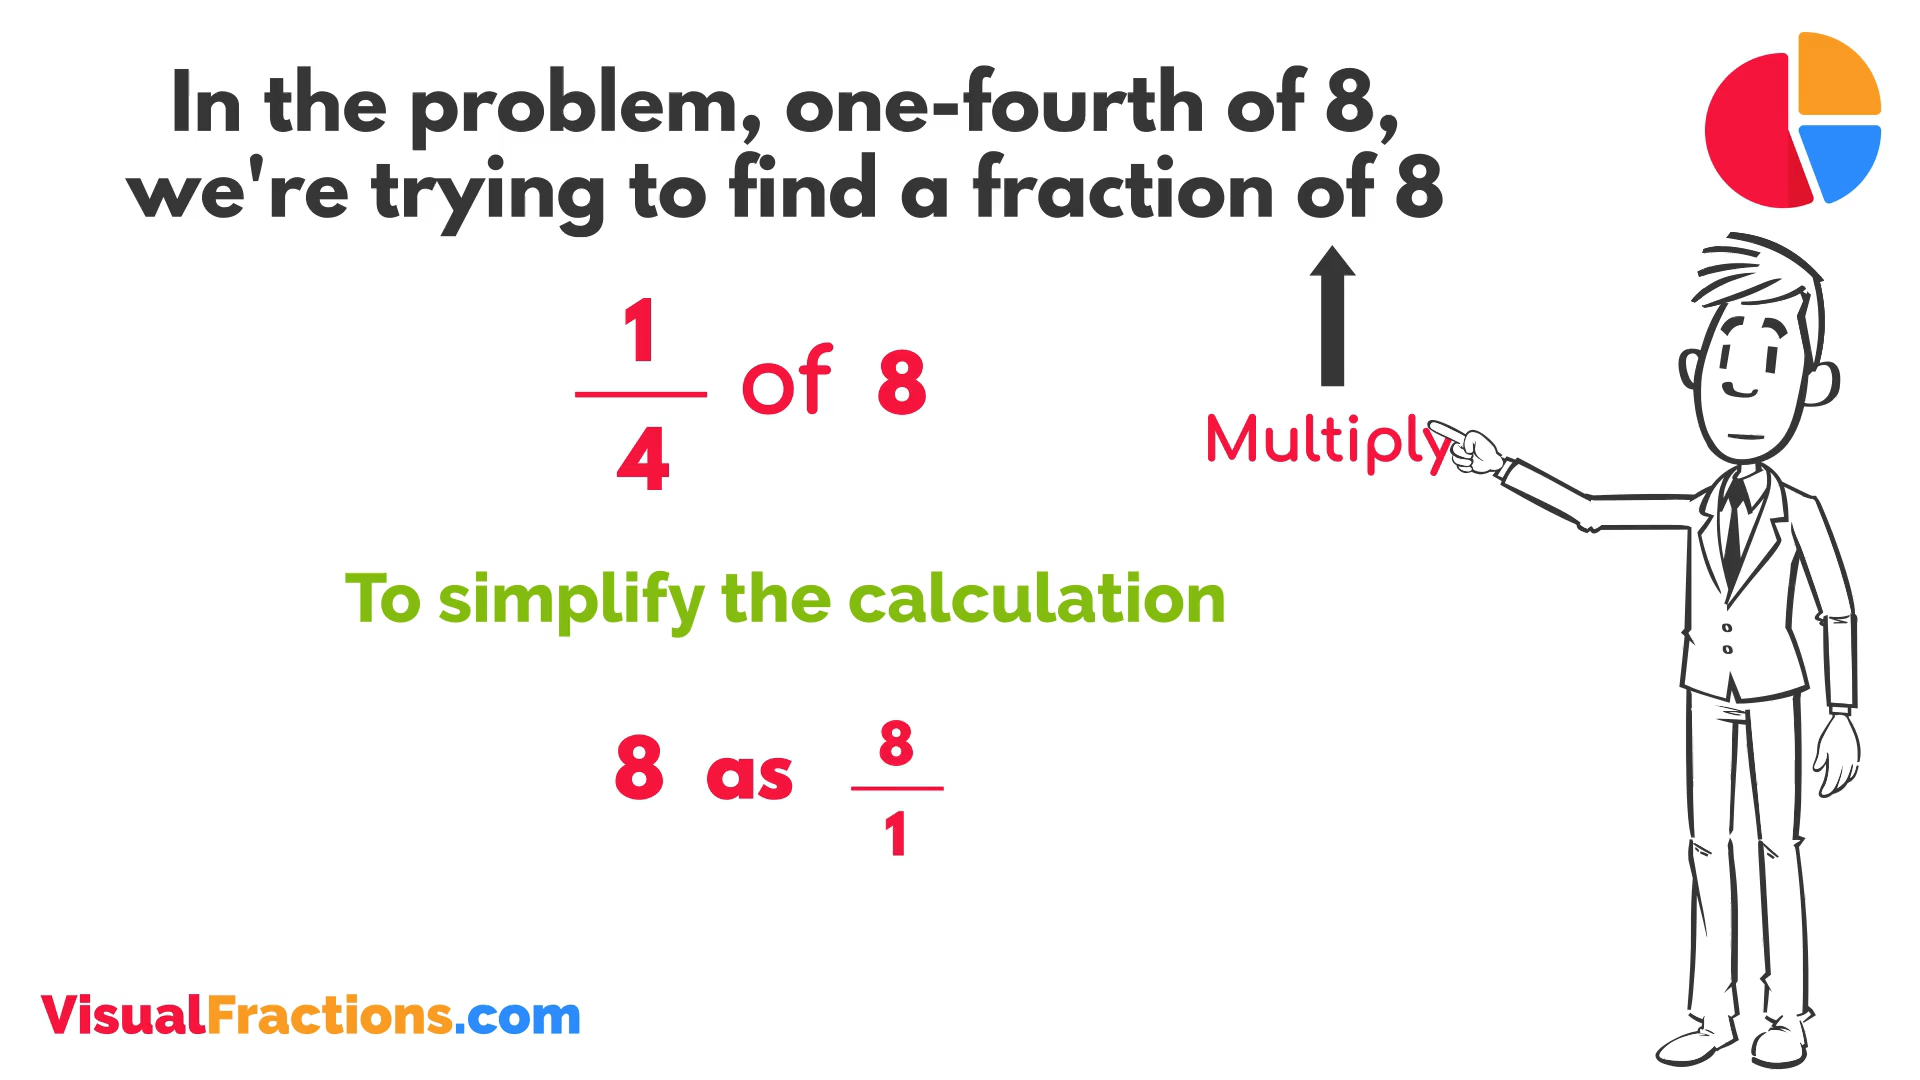 In the problem, one-fourth of 8,
we're trying to find a fraction of 8
1
4
of 8
Multiply
To simplify the calculation
8 as
8
1
VisualFractions.com